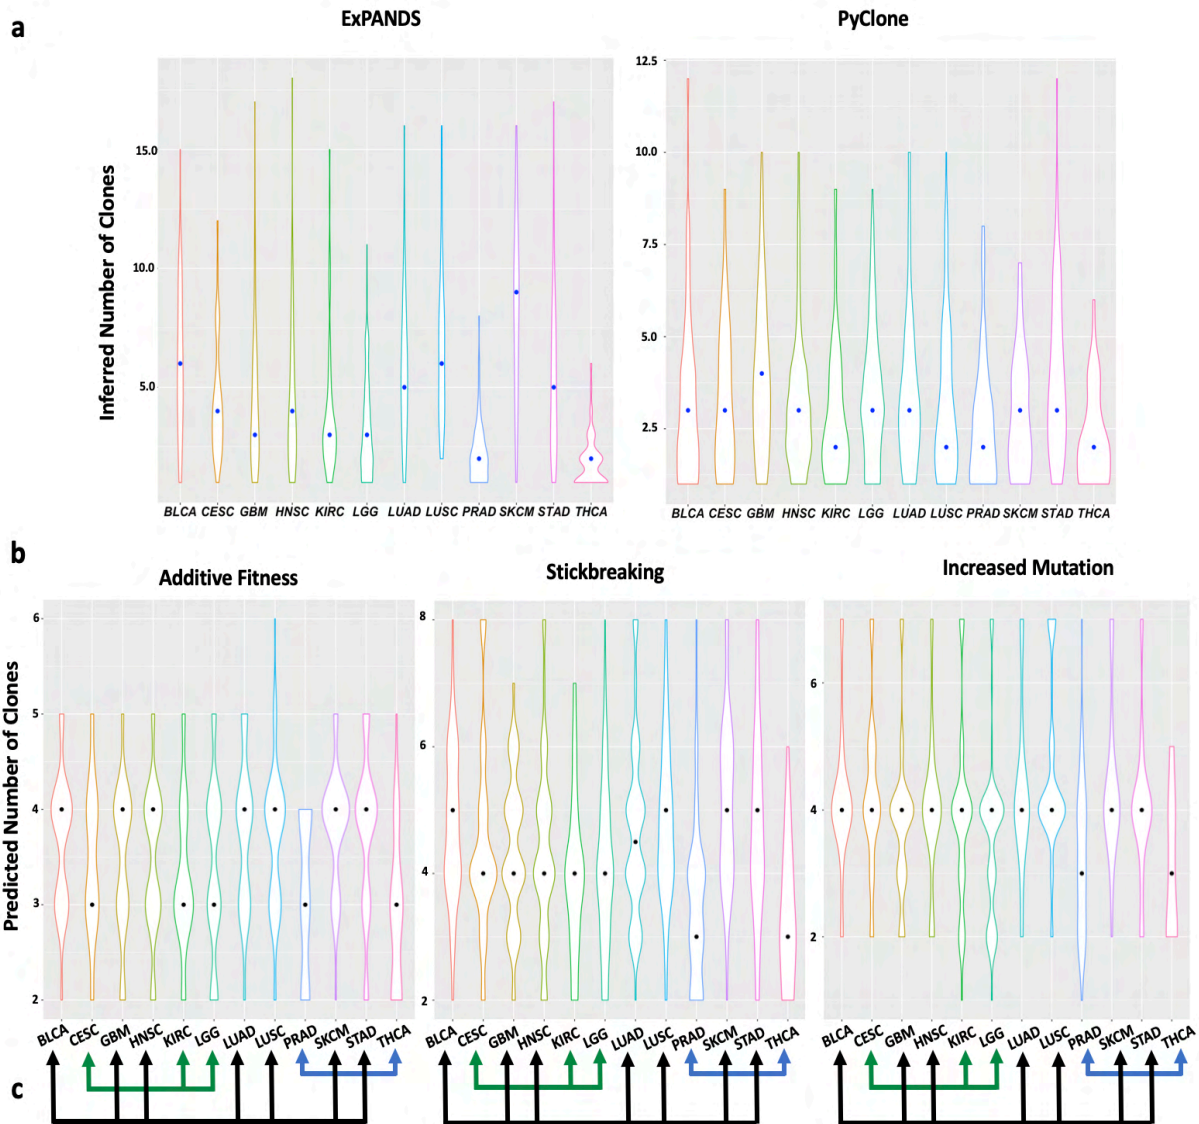 a
ExPANDS
PyClone
Inferred Number of Clones
15.0
10.0
5.0
12.5
10.0
7.5
5.0
2.5
BLCA CESC GBM HNSC KIRC LGG LUAD LUSC PRAD SKCM STAD THCA
BLCA CESC GBM HNSC KIRC LGG LUAD LUSC PRAD SKCM STAD THCA
b
Additive Fitness
Stickbreaking
Increased Mutation
Predicted Number of Clones
6
5
4
3
2
8
6
4
2
6
4
2
BLCA CESC GBM HNSC KIRC LGG LUAD LUSC PRAD SKCM STAD THCA
BLCA CESC GBM HNSC KIRC LGG LUAD LUSC PRAD SKCM STAD THCA
BLCA CESC GBM HNSC KIRC LGG LUAD LUSC PRAD SKCM STAD THCA
c